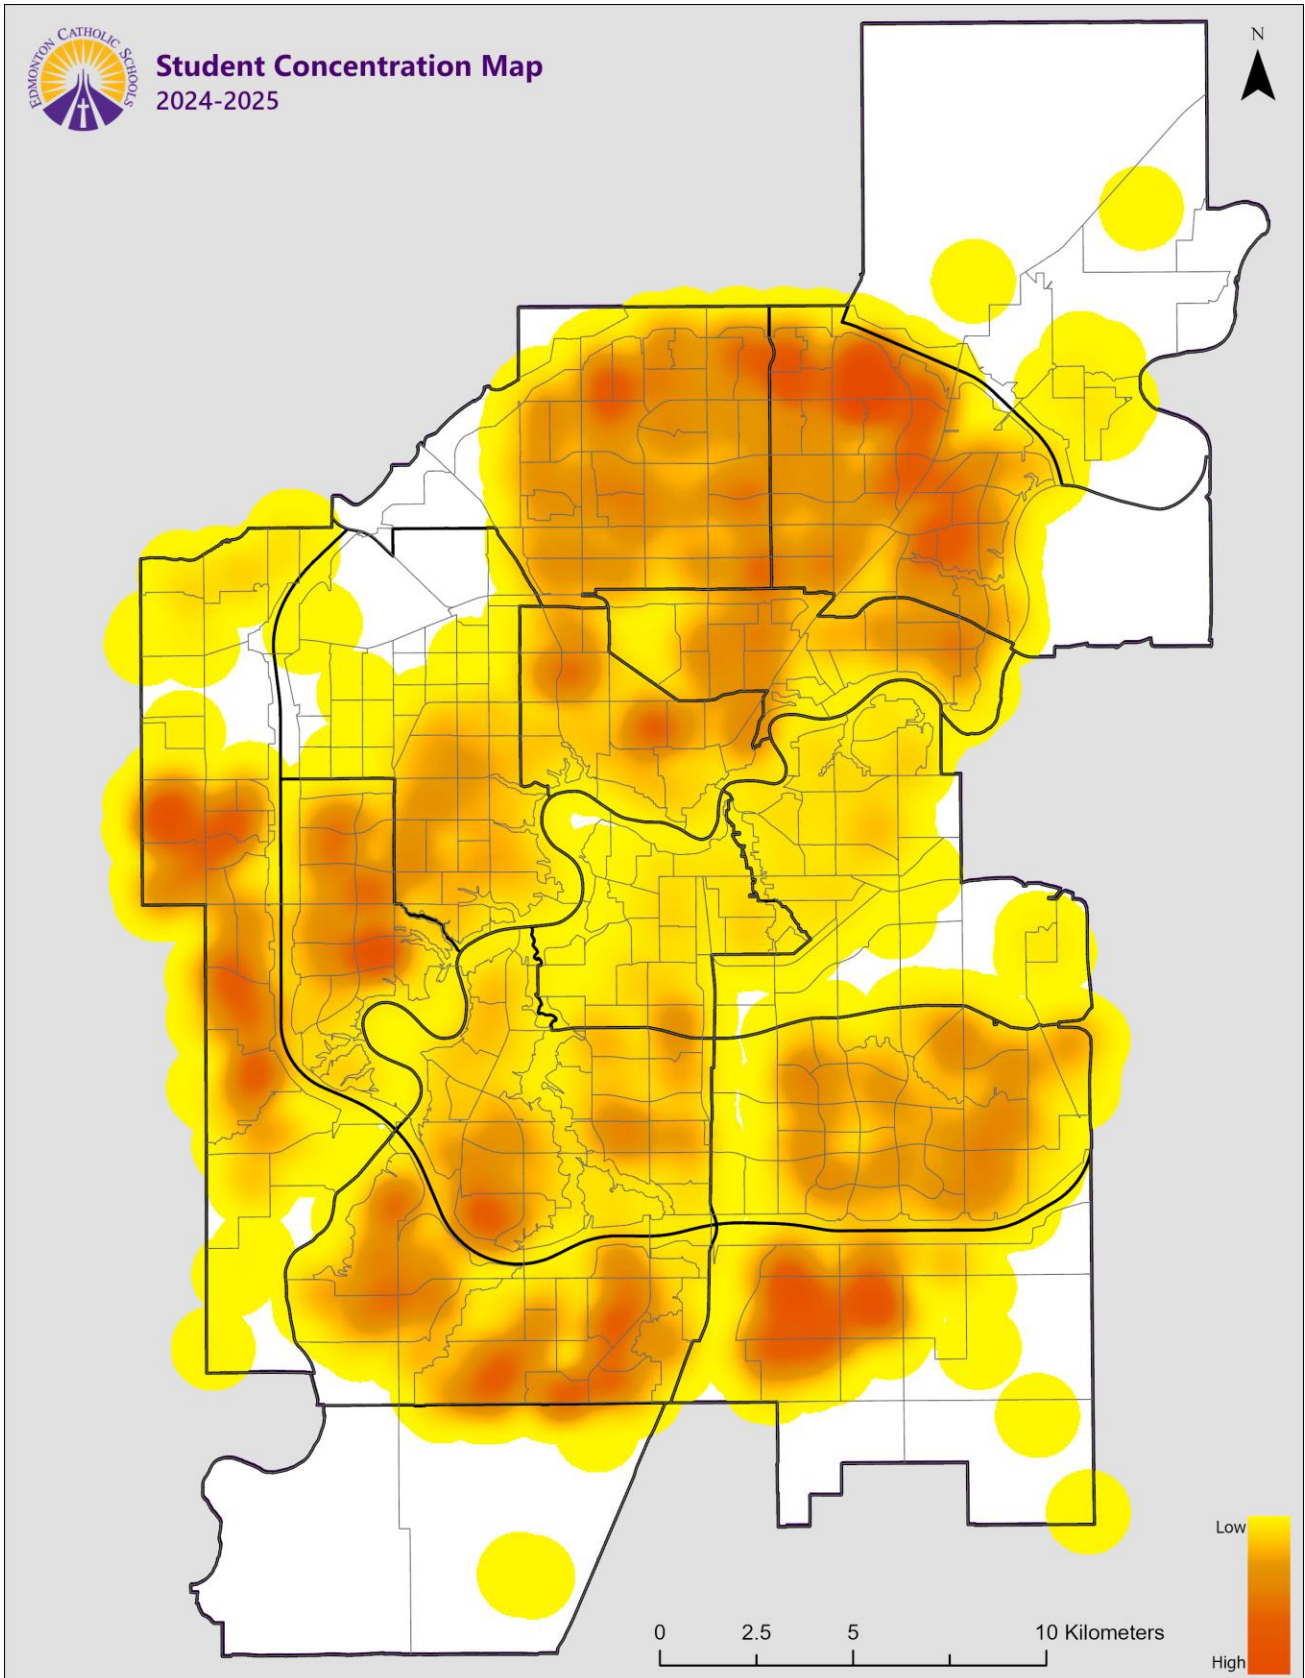 EDMONTON CATHOLIC SCHOOLS
Student Concentration Map
2024-2025
N
Low
High
0 2.5 5 10 Kilometers